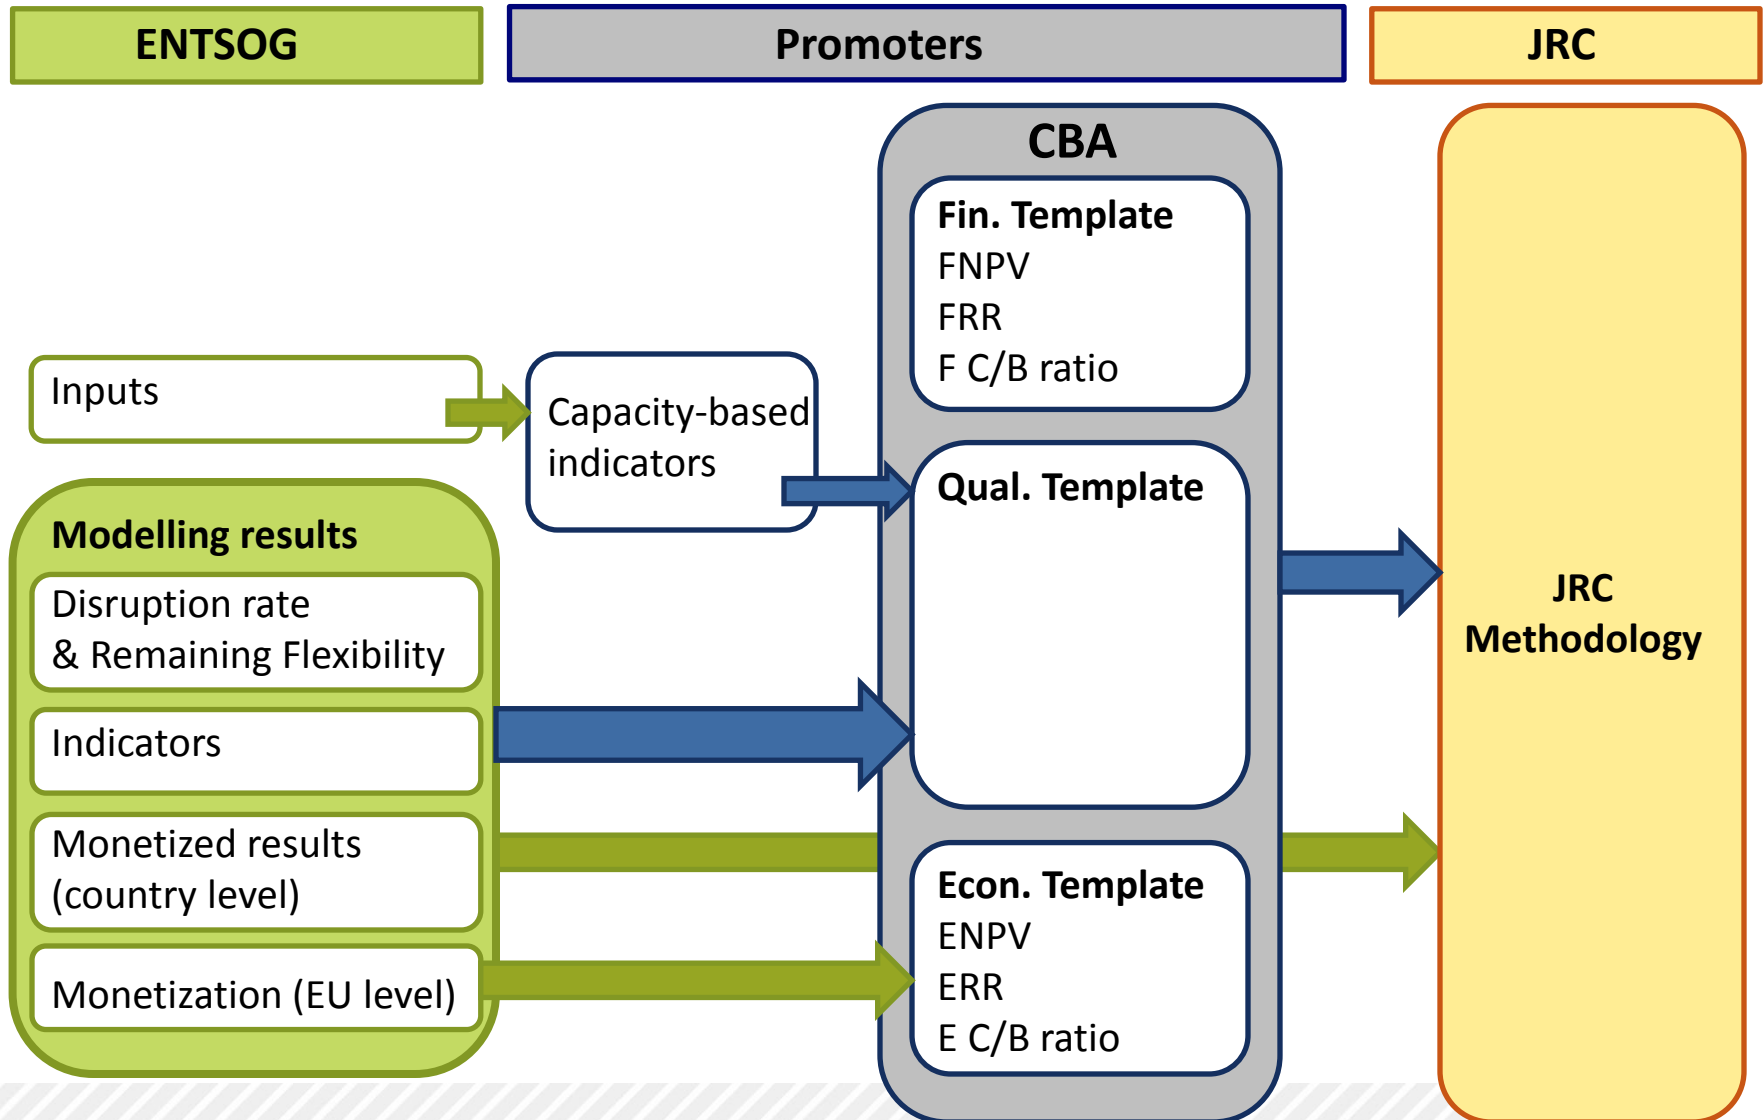 ENTSOG
Promoters
JRC
Inputs
Modelling results
Disruption rate
& Remaining Flexibility
Indicators
Monetized results
(country level)
Monetization (EU level)
Capacity-based
indicators
CBA
Fin. Template
FNPV
FRR
F C/B ratio
Qual. Template
Econ. Template
ENPV
ERR
E C/B ratio
JRC
Methodology